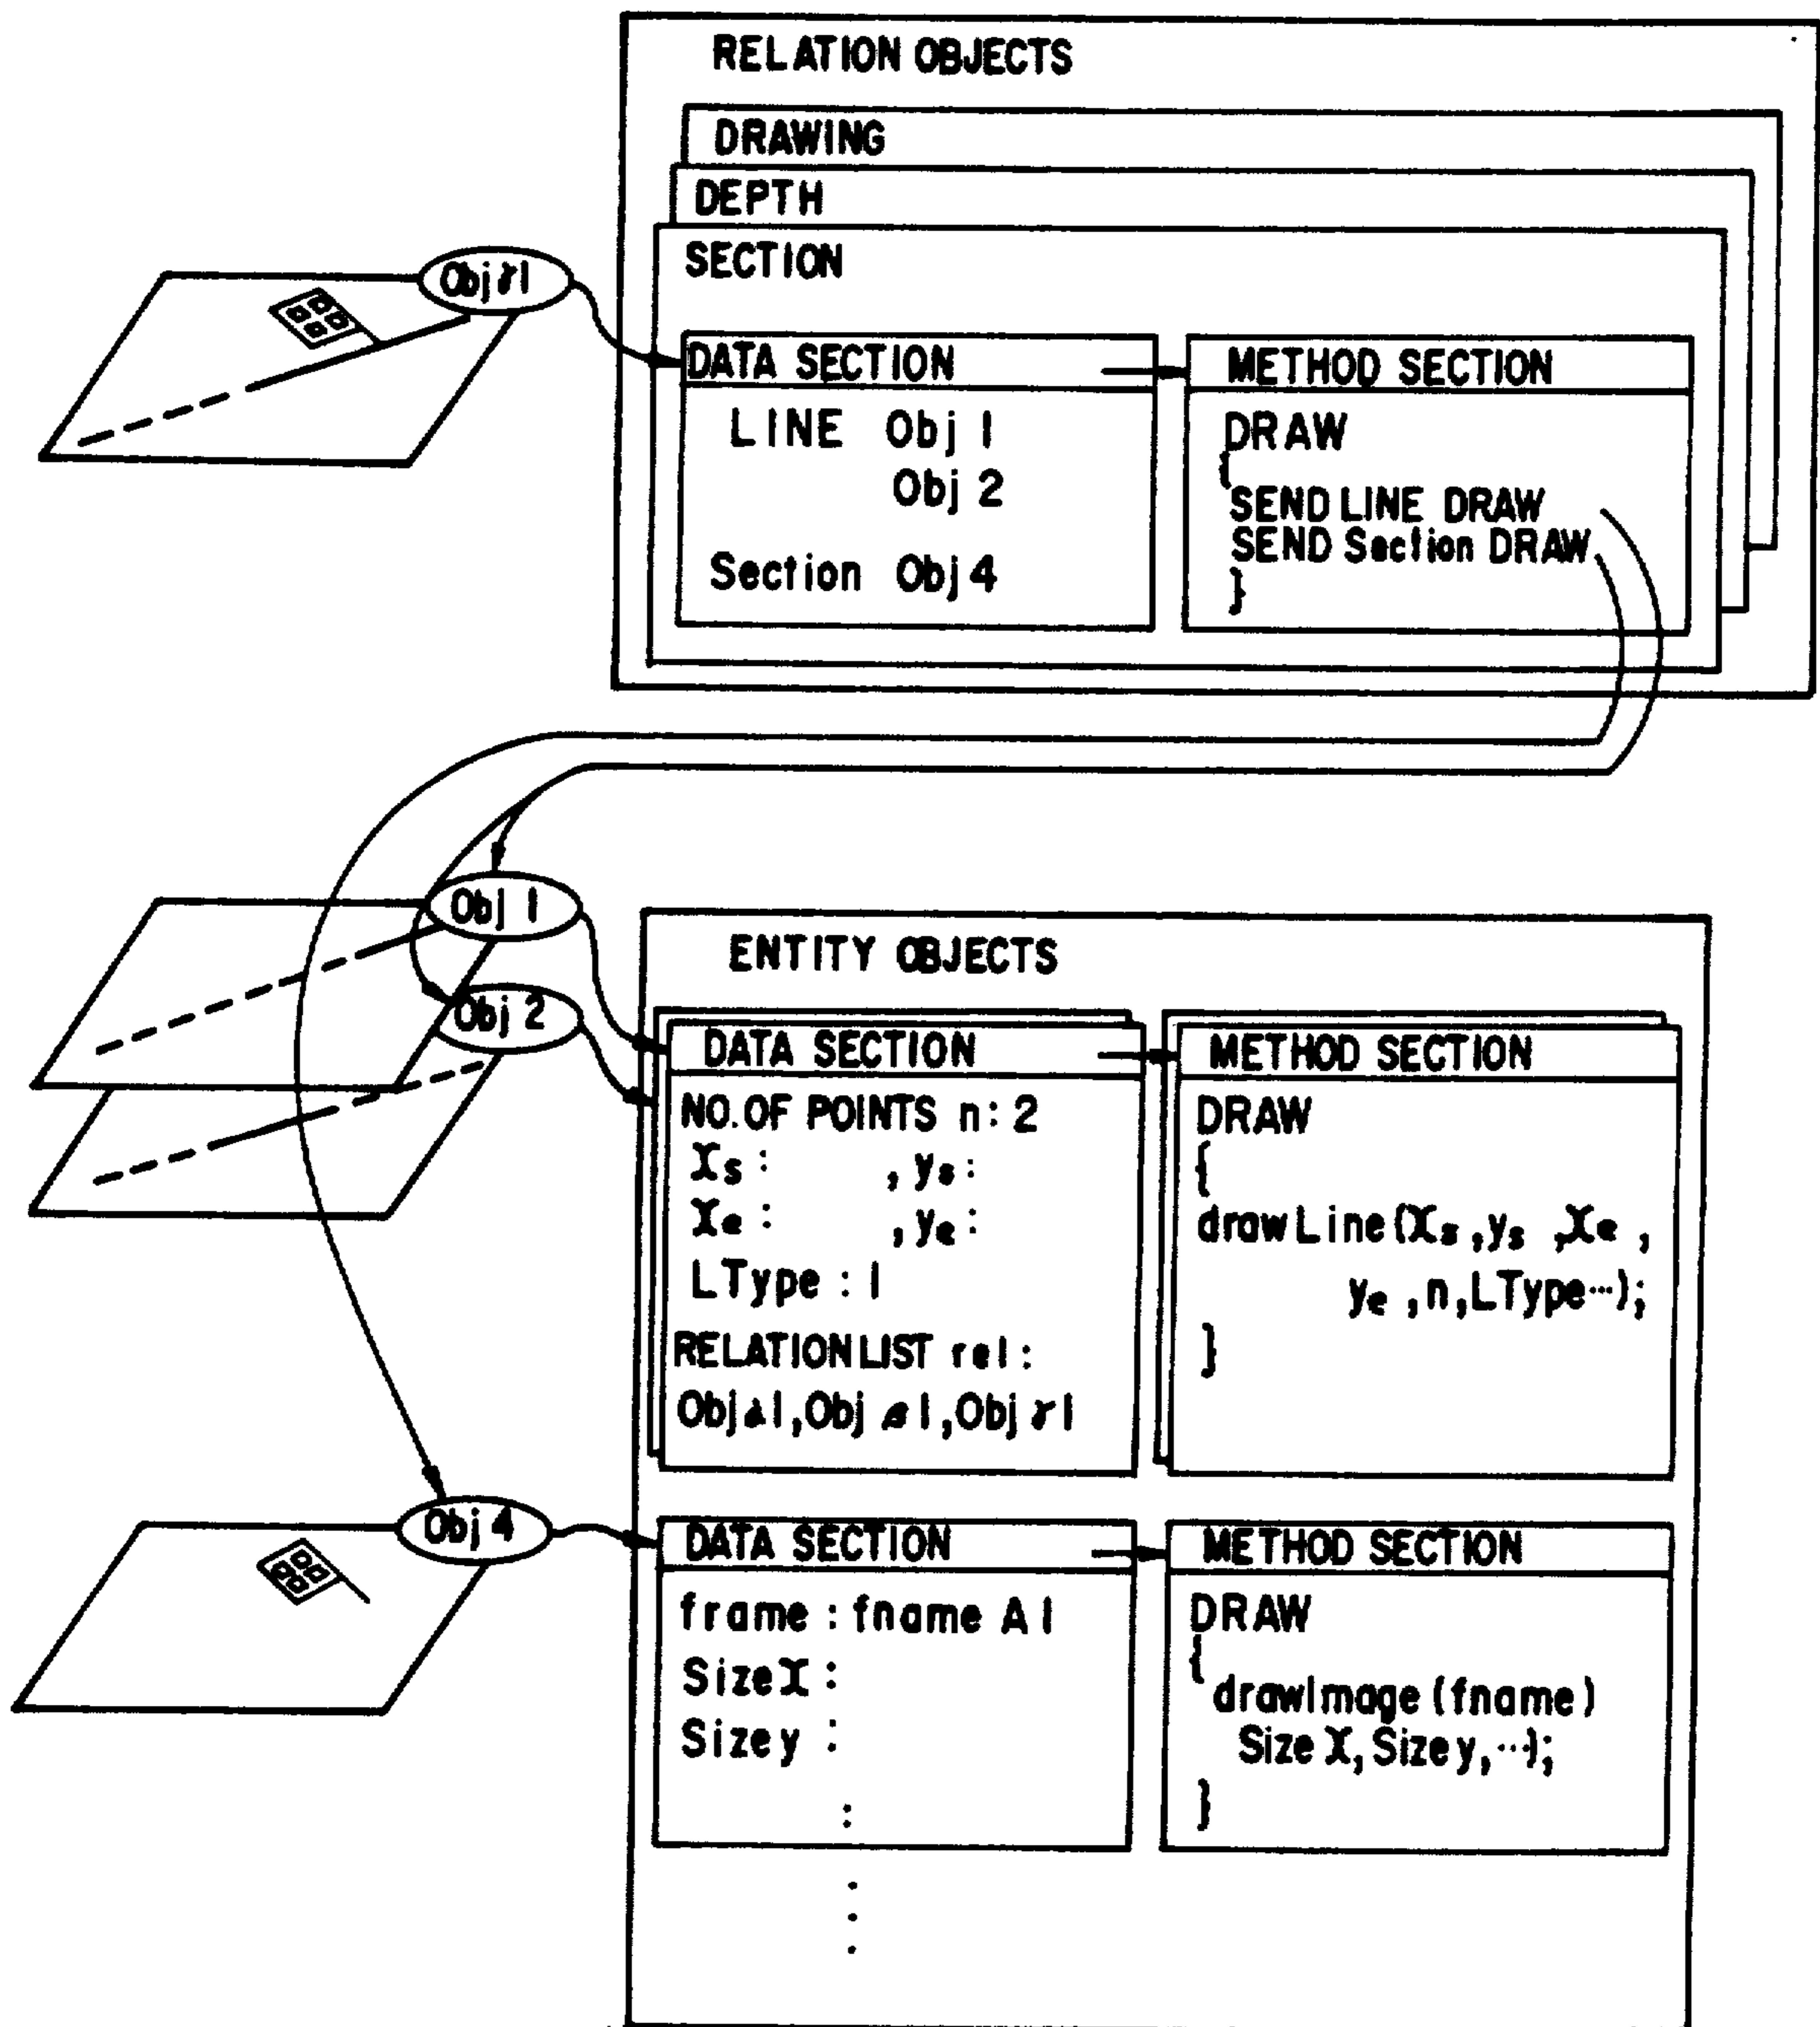 RELATION OBJECTS
DRAWING
DEPTH
SECTION
Obj γ1
DATA SECTION
LINE Obj 1
Obj 2
Section Obj 4
METHOD SECTION
DRAW
{
SEND LINE DRAW
SEND Section DRAW
}
Obj 1
Obj 2
ENTITY OBJECTS
DATA SECTION
NO. OF POINTS n: 2
Xs : , ys :
Xe : , ye :
LType : 1
RELATION LIST rel :
Obj α1, Obj β1, Obj γ1
METHOD SECTION
DRAW
{
drawLine (Xs , ys , Xe ,
ye , n, LType ···);
}
Obj 4
DATA SECTION
frame : fname A1
SizeX :
Sizey :
:
METHOD SECTION
DRAW
{
drawImage (fname)
SizeX, Sizey, ···);
}